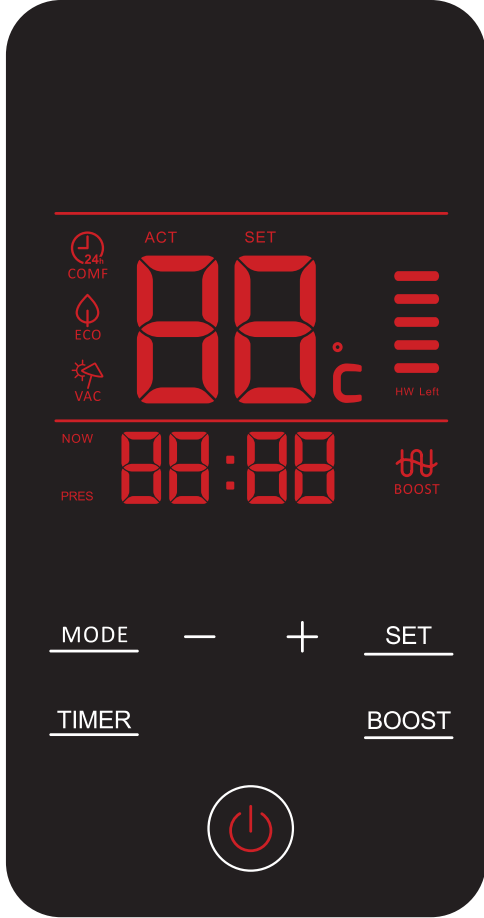 ACT SET
24h
COMF
ECO
VAC
88°C
HW Left
NOW
88:88
PRES
BOOST
MODE − + SET
TIMER BOOST